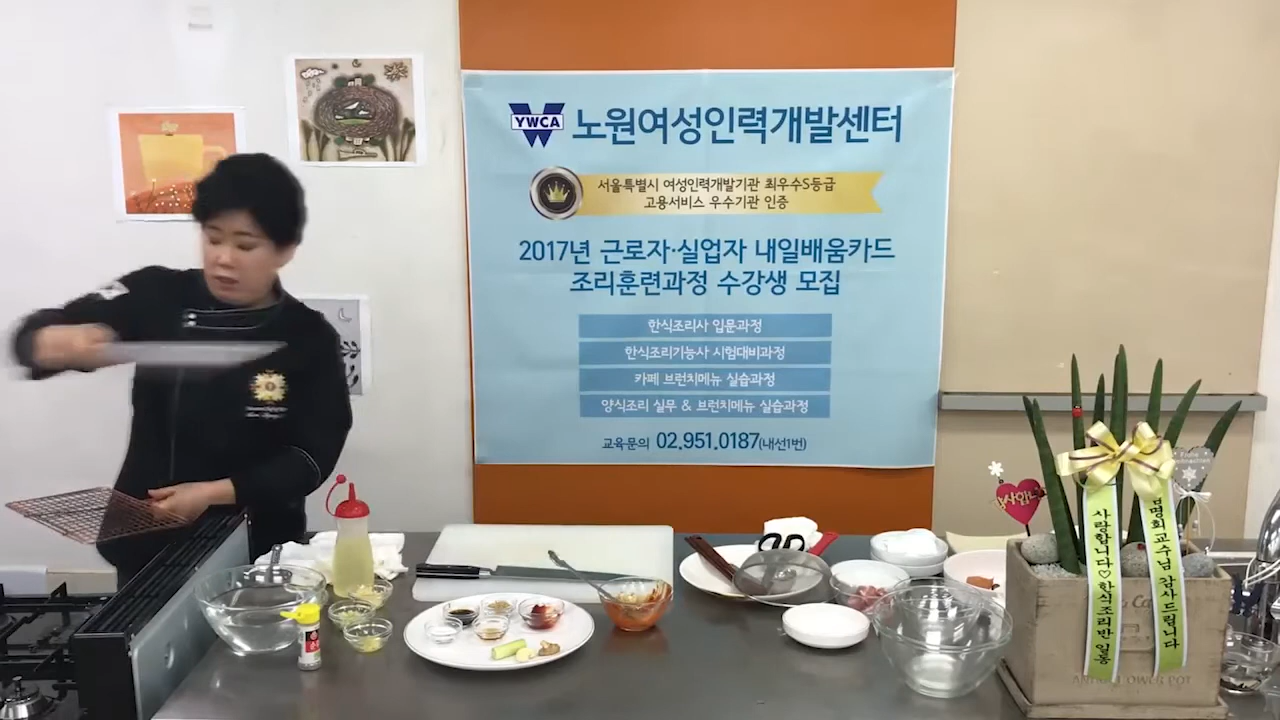 YWCA 노원여성인력개발센터
서울특별시 여성인력개발기관 최우수S등급
고용서비스 우수기관 인증
2017년 근로자·실업자 내일배움카드
조리훈련과정 수강생 모집
한식조리사 입문과정
한식조리기능사 시험대비과정
카페 브런치메뉴 실습과정
양식조리 실무 & 브런치메뉴 실습과정
교육문의 02.951.0187(내선1번)
사랑합니다♡한식조리반 일동
명회교수님 감사드립니다